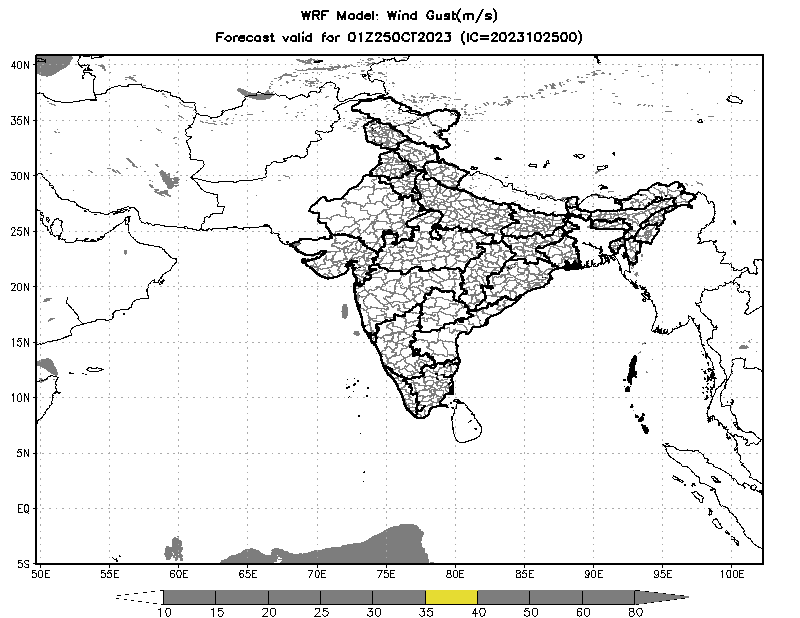 WRF Model: Wind Gust(m/s)
Forecast valid for 01Z25OCT2023 (IC=2023102500)
40N
35N
30N
25N
20N
15N
10N
5N
EQ
5S
50E 55E 60E 65E 70E 75E 80E 85E 90E 95E 100E
10 15 20 25 30 35 40 50 60 80